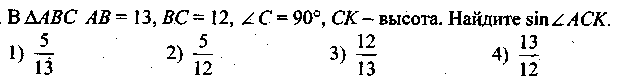 . В ΔABC AB = 13, BC = 12, ∠C = 90°, CK – высота. Найдите sin∠ACK.
1) 5/13 2) 5/12 3) 12/13 4) 13/12